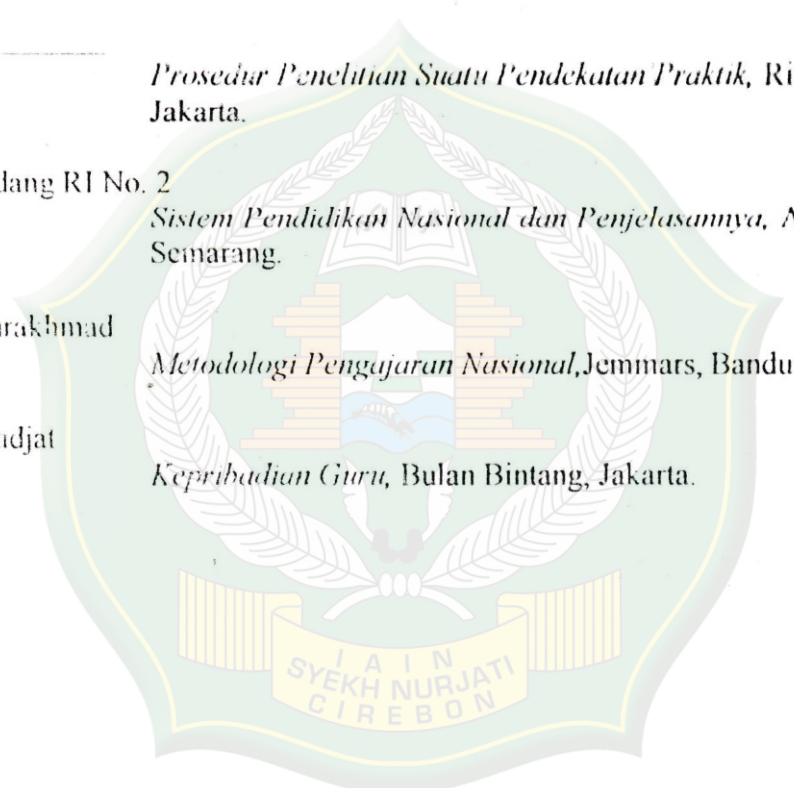 Prosedur Penelitian Suatu Pendekatan Praktik, Ri
Jakarta.
dang RI No. 2
Sistem Pendidikan Nasional dan Penjelasannya, A
Semarang.
rakhmad
Metodologi Pengajaran Nasional,Jemmars, Bandu
adjat
Kepribadian Guru, Bulan Bintang, Jakarta.
I A I N
SYEKH NURJATI
CIREBON